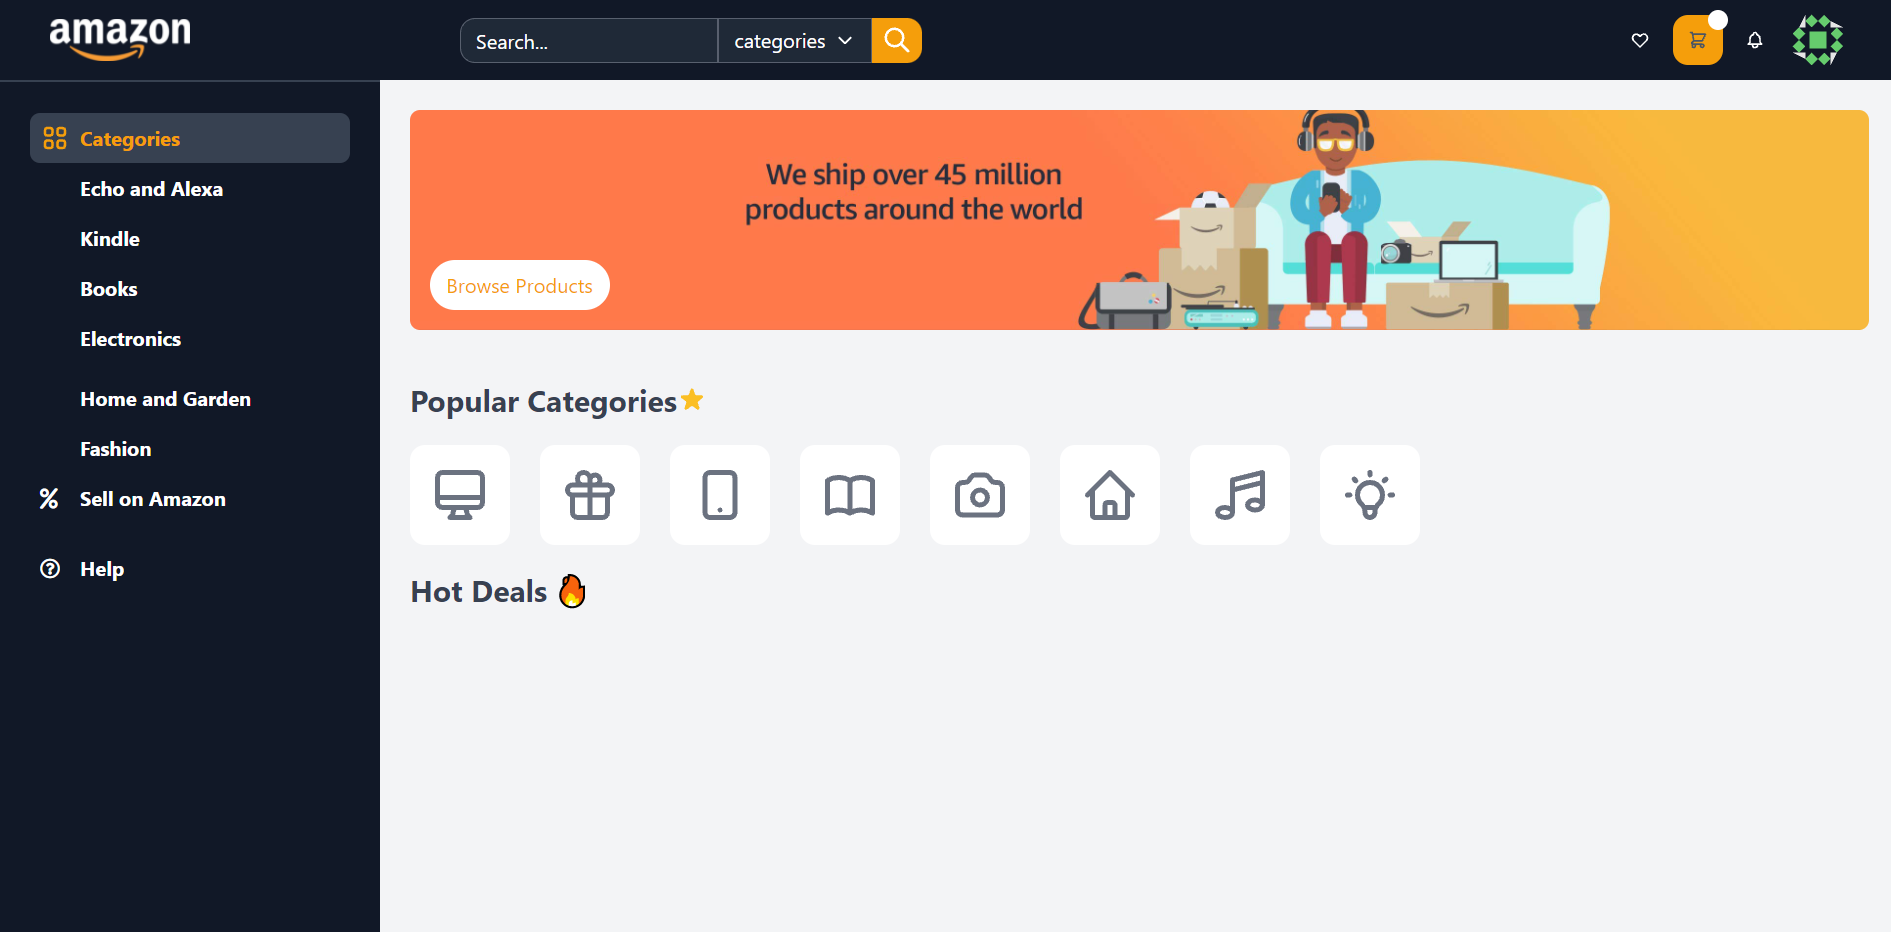 amazon
Search...
categories
Categories
Echo and Alexa
Kindle
Books
Electronics
Home and Garden
Fashion
Sell on Amazon
Help
We ship over 45 million
products around the world
Browse Products
Popular Categories
Hot Deals